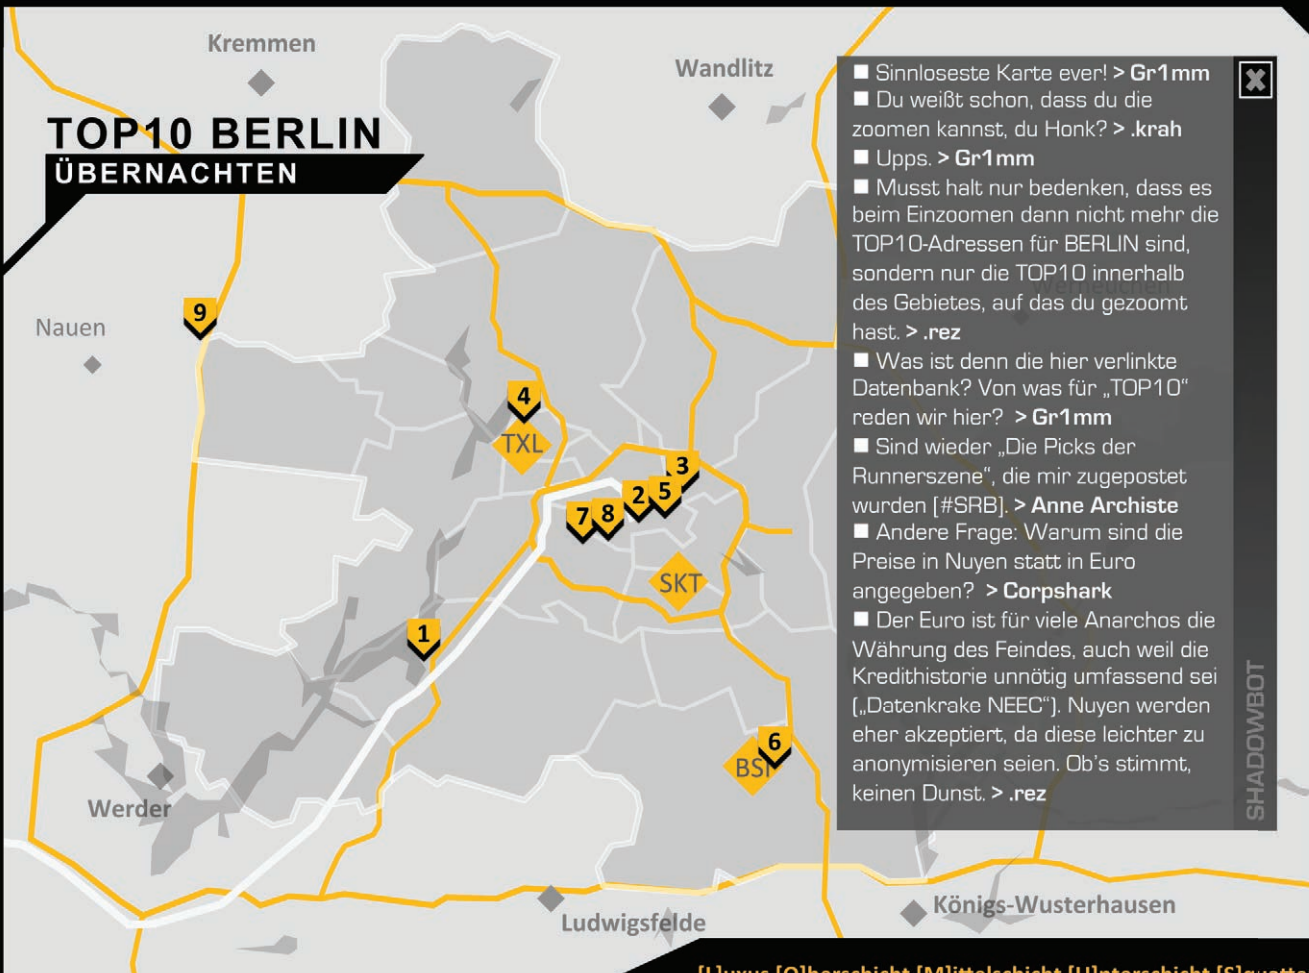 Kremmen
Wandlitz
TOP10 BERLIN
ÜBERNACHTEN
Nauen
9
4
TXL
3
5
2
8
7
SKT
1
6
Werder
Ludwigsfelde
Königs-Wusterhausen
■ Sinnloseste Karte ever! > Gr1mm
■ Du weißt schon, dass du die
zoomen kannst, du Honk? > .krah
■ Upps. > Gr1mm
■ Musst halt nur bedenken, dass es
beim Einzoomen dann nicht mehr die
TOP10-Adressen für BERLIN sind,
sondern nur die TOP10 innerhalb
des Gebietes, auf das du gezoomt
hast. > .rez
■ Was ist denn die hier verlinkte
Datenbank? Von was für „TOP10“
reden wir hier? > Gr1mm
■ Sind wieder „Die Picks der
Runnerszene“, die mir zugepostet
wurden [#SRB]. > Anne Archiste
■ Andere Frage: Warum sind die
Preise in Nuyen statt in Euro
angegeben? > Corpshark
■ Der Euro ist für viele Anarchos die
Währung des Feindes, auch weil die
Kredithistorie unnötig umfassend sei
(„Datenkrake NEEC“). Nuyen werden
eher akzeptiert, da diese leichter zu
anonymisieren seien. Ob's stimmt,
keinen Dunst. > .rez
SHADOWBOT